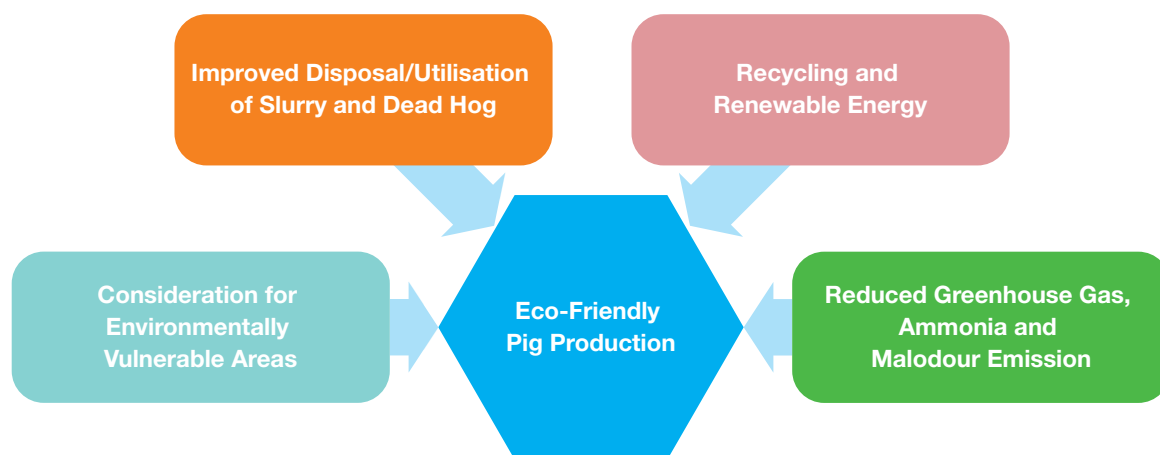 Improved Disposal/Utilisation
of Slurry and Dead Hog
Recycling and
Renewable Energy
Consideration for
Environmentally
Vulnerable Areas
Eco-Friendly
Pig Production
Reduced Greenhouse Gas,
Ammonia and
Malodour Emission